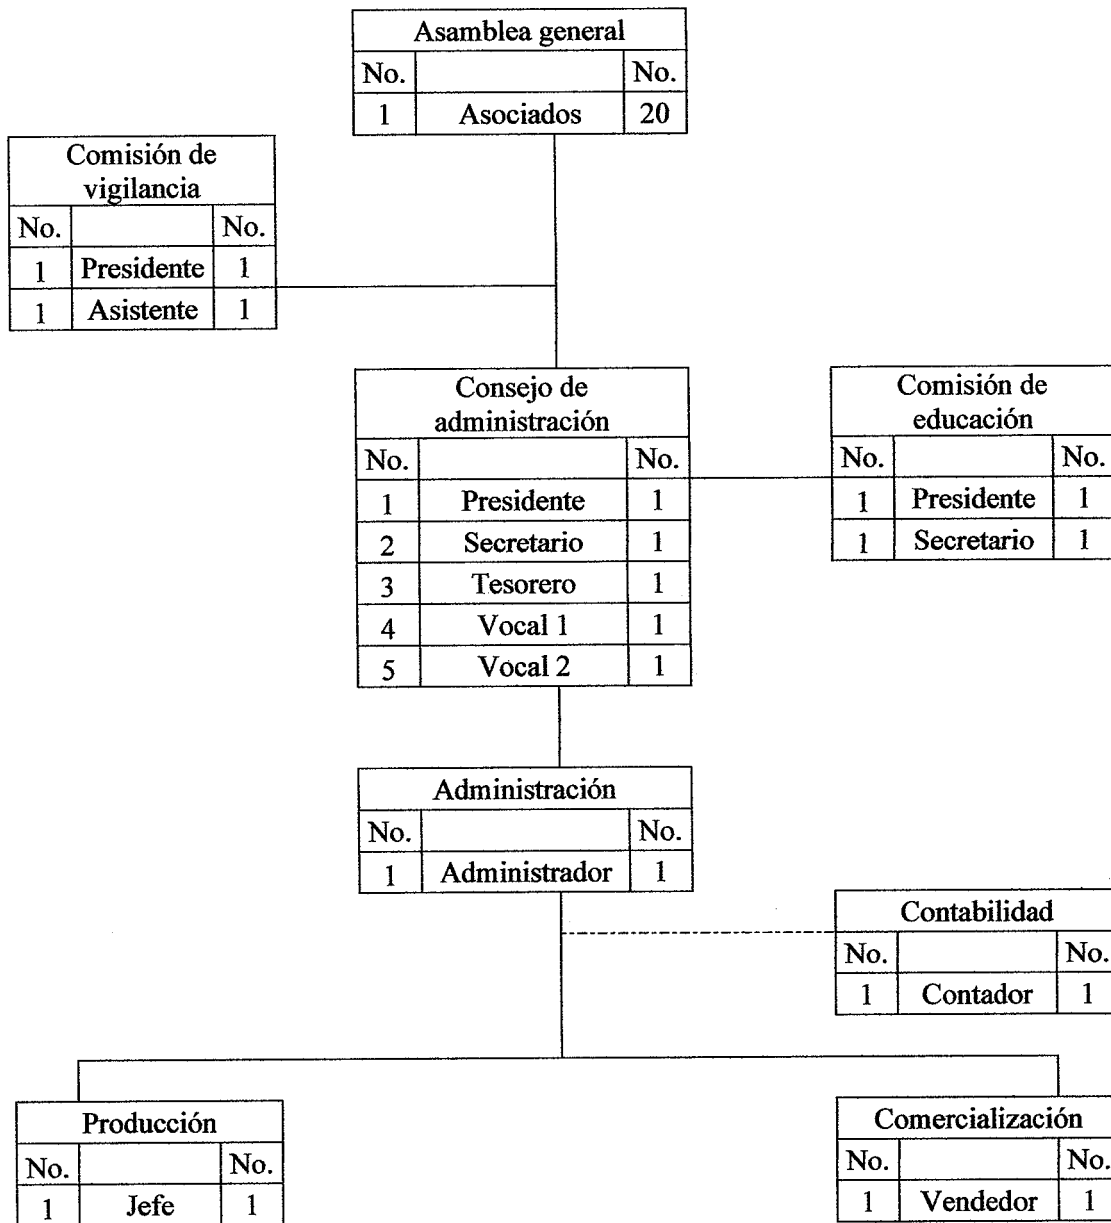 Asamblea general
No. No.
1 Asociados 20
Comisión de
vigilancia
No. No.
1 Presidente 1
1 Asistente 1
Consejo de
administración
No. No.
1 Presidente 1
2 Secretario 1
3 Tesorero 1
4 Vocal 1 1
5 Vocal 2 1
Comisión de
educación
No. No.
1 Presidente 1
1 Secretario 1
Administración
No. No.
1 Administrador 1
Contabilidad
No. No.
1 Contador 1
Producción
No. No.
1 Jefe 1
Comercialización
No. No.
1 Vendedor 1